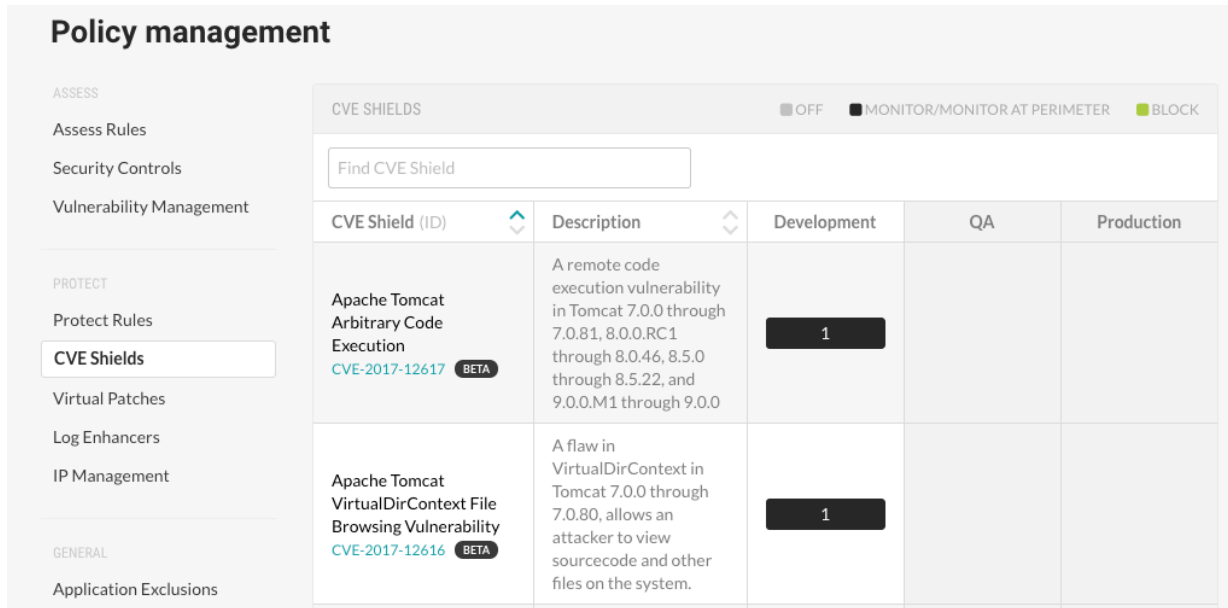 Policy management
ASSESS
Assess Rules
Security Controls
Vulnerability Management
PROTECT
Protect Rules
CVE Shields
Virtual Patches
Log Enhancers
IP Management
GENERAL
Application Exclusions
CVE SHIELDS
OFF MONITOR/MONITOR AT PERIMETER BLOCK
Find CVE Shield
CVE Shield (ID) Description Development QA Production
Apache Tomcat
Arbitrary Code
Execution
CVE-2017-12617 BETA
A remote code
execution vulnerability
in Tomcat 7.0.0 through
7.0.81, 8.0.0.RC1
through 8.0.46, 8.5.0
through 8.5.22, and
9.0.0.M1 through 9.0.0
1
Apache Tomcat
VirtualDirContext File
Browsing Vulnerability
CVE-2017-12616 BETA
A flaw in
VirtualDirContext in
Tomcat 7.0.0 through
7.0.80, allows an
attacker to view
sourcecode and other
files on the system.
1